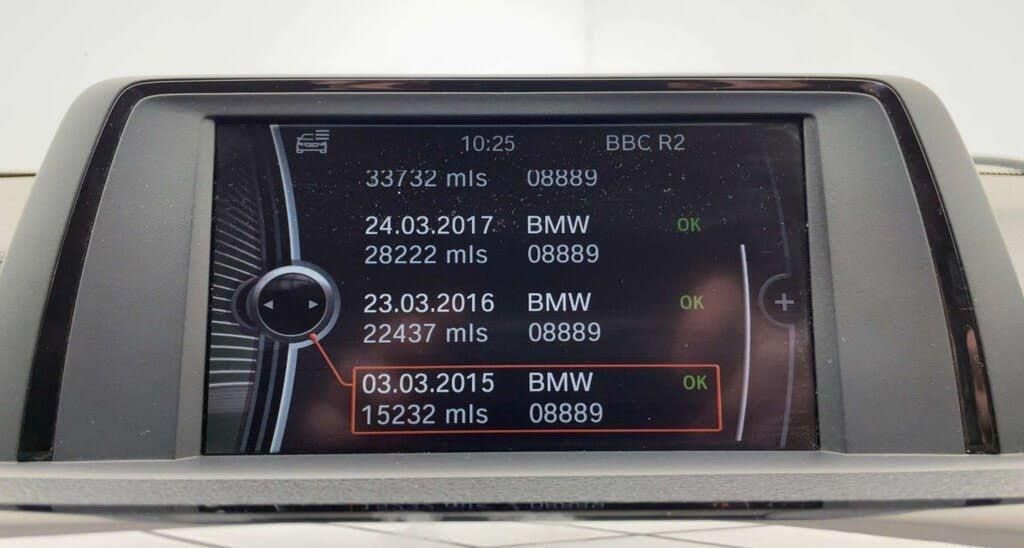 10:25 BBC R2
33732 mls 08889
24.03.2017 BMW OK
28222 mls 08889
23.03.2016 BMW OK
22437 mls 08889
03.03.2015 BMW OK
15232 mls 08889